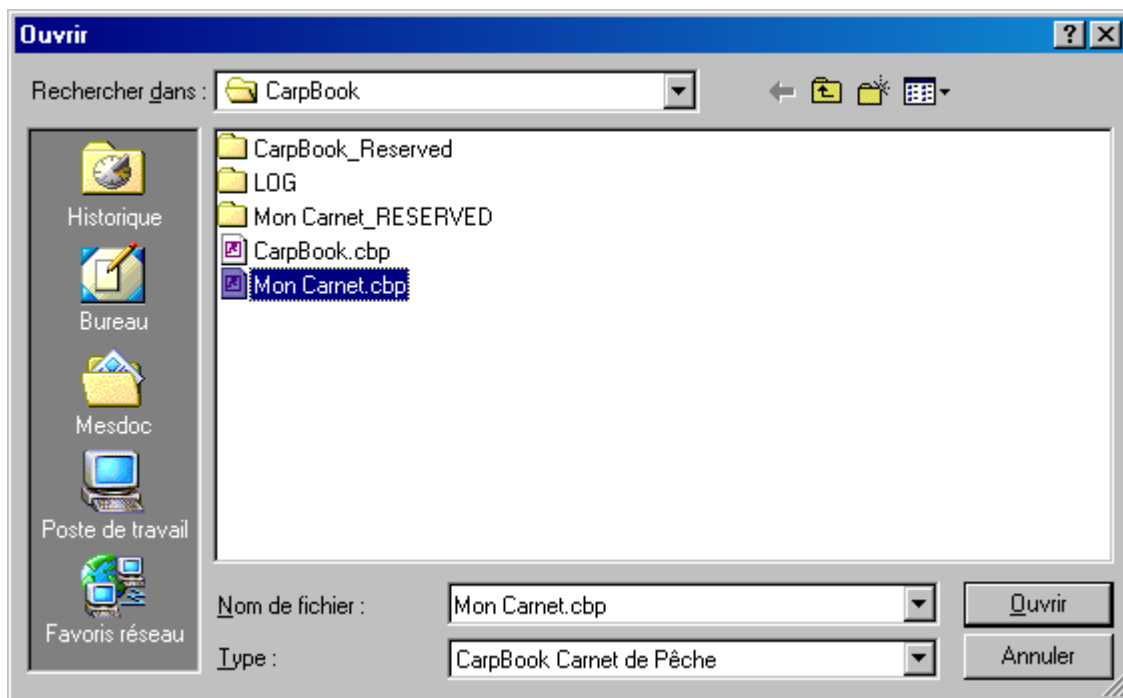 Ouvrir
Rechercher dans : CarpBook
CarpBook_Reserved
LOG
Mon Carnet_RESERVED
CarpBook.cbp
Mon Carnet.cbp
Historique
Bureau
Mesdoc
Poste de travail
Favoris réseau
Nom de fichier : Mon Carnet.cbp Ouvrir
Type : CarpBook Carnet de Pêche Annuler